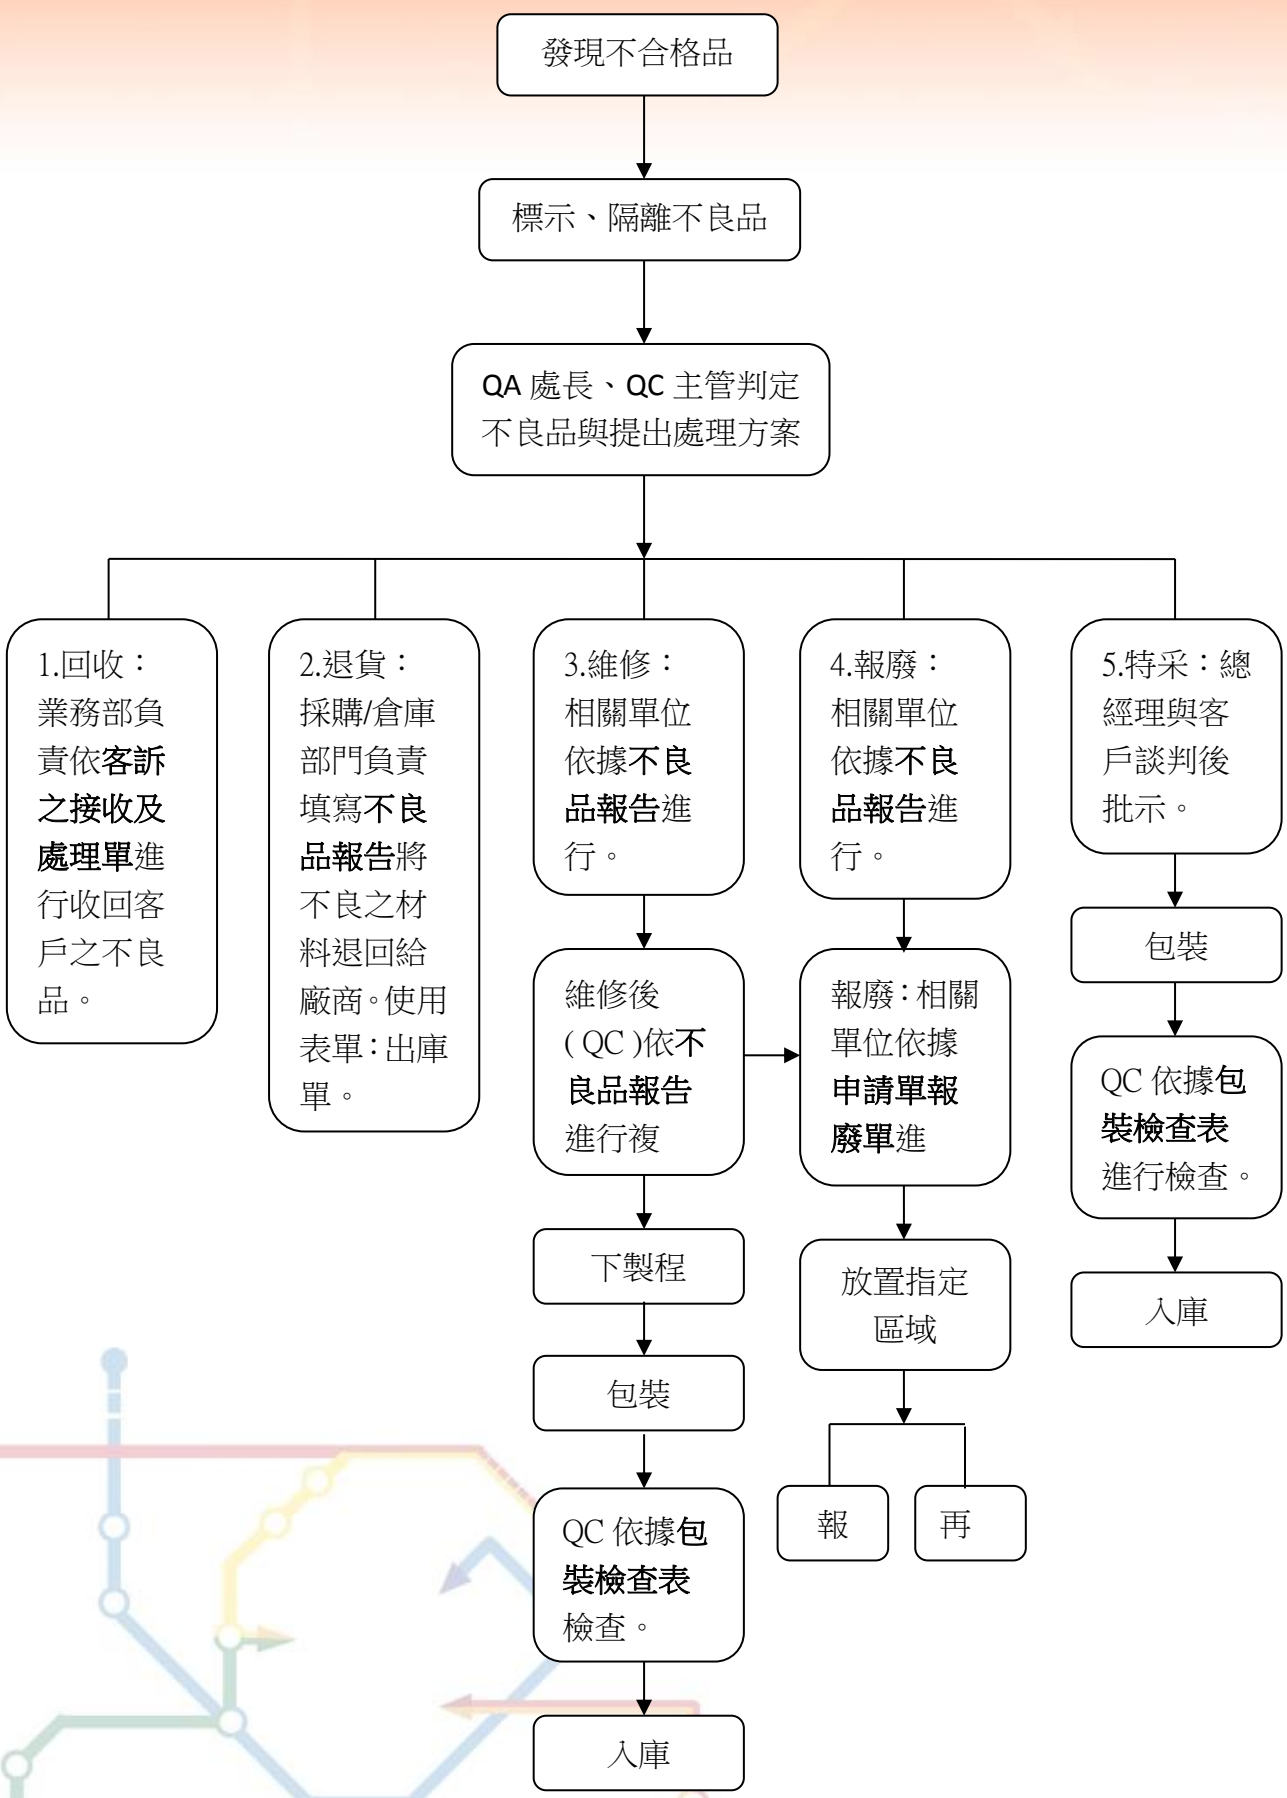 發現不合格品
標示、隔離不良品
QA 處長、QC 主管判定
不良品與提出處理方案
1.回收：
業務部負
責依客訴
之接收及
處理單進
行收回客
戶之不良
品。
2.退貨：
採購/倉庫
部門負責
填寫不良
品報告將
不良之材
料退回給
廠商。使用
表單：出庫
單。
3.維修：
相關單位
依據不良
品報告進
行。
維修後
( QC )依不
良品報告
進行複
下製程
包裝
QC 依據包
裝檢查表
檢查。
入庫
4.報廢：
相關單位
依據不良
品報告進
行。
報廢：相關
單位依據
申請單報
廢單進
放置指定
區域
報
再
5.特采：總
經理與客
戶談判後
批示。
包裝
QC 依據包
裝檢查表
進行檢查。
入庫